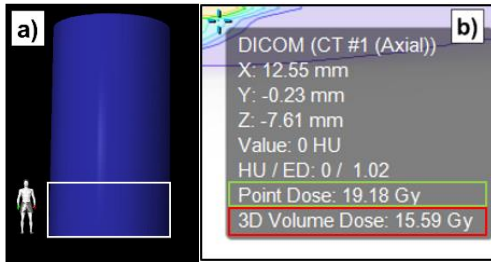 a)
b)
DICOM (CT #1 (Axial))
X: 12.55 mm
Y: -0.23 mm
Z: -7.61 mm
Value: 0 HU
HU / ED: 0 / 1.02
Point Dose: 19.18 Gy
3D Volume Dose: 15.59 Gy